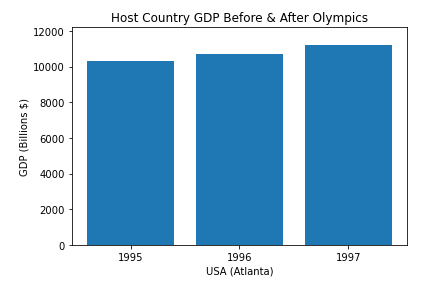 Host Country GDP Before & After Olympics
12000
10000
8000
6000
4000
2000
0
GDP (Billions $)
1995 1996 1997
USA (Atlanta)